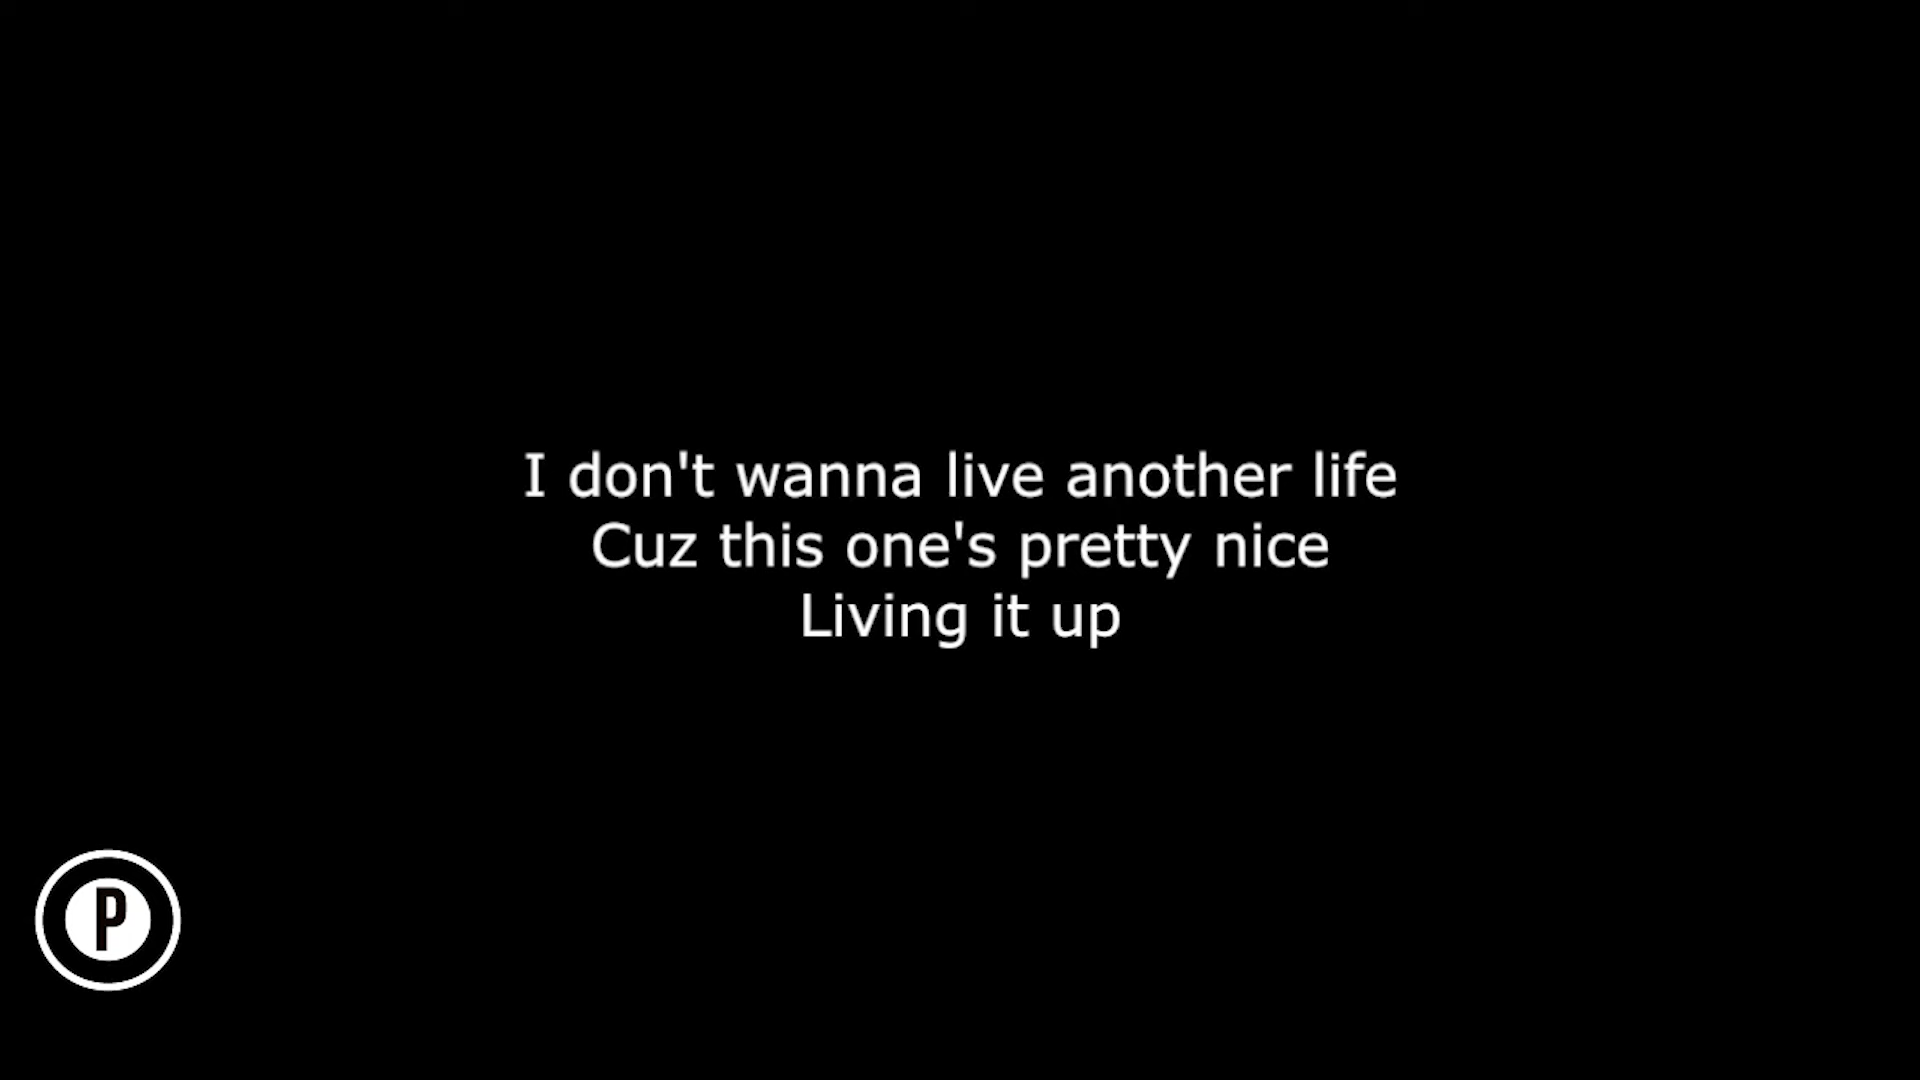 I don't wanna live another life
Cuz this one's pretty nice
Living it up
P